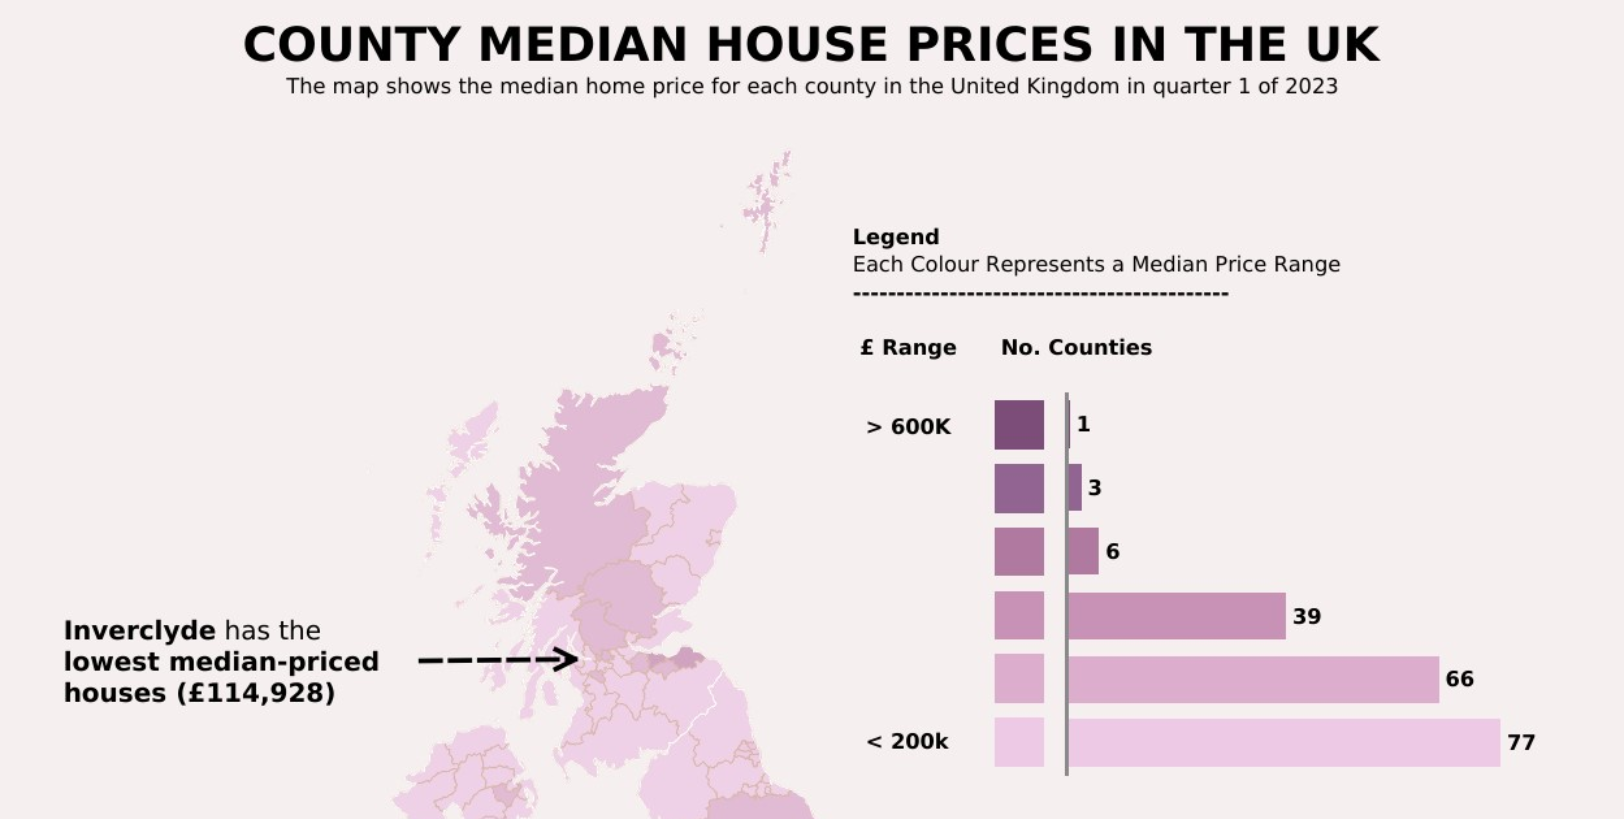 COUNTY MEDIAN HOUSE PRICES IN THE UK
The map shows the median home price for each county in the United Kingdom in quarter 1 of 2023
Legend
Each Colour Represents a Median Price Range
-------------------------------------------
£ Range No. Counties
> 600K 1
3
6
39
66
< 200k 77
Inverclyde has the
lowest median-priced
houses (£114,928)